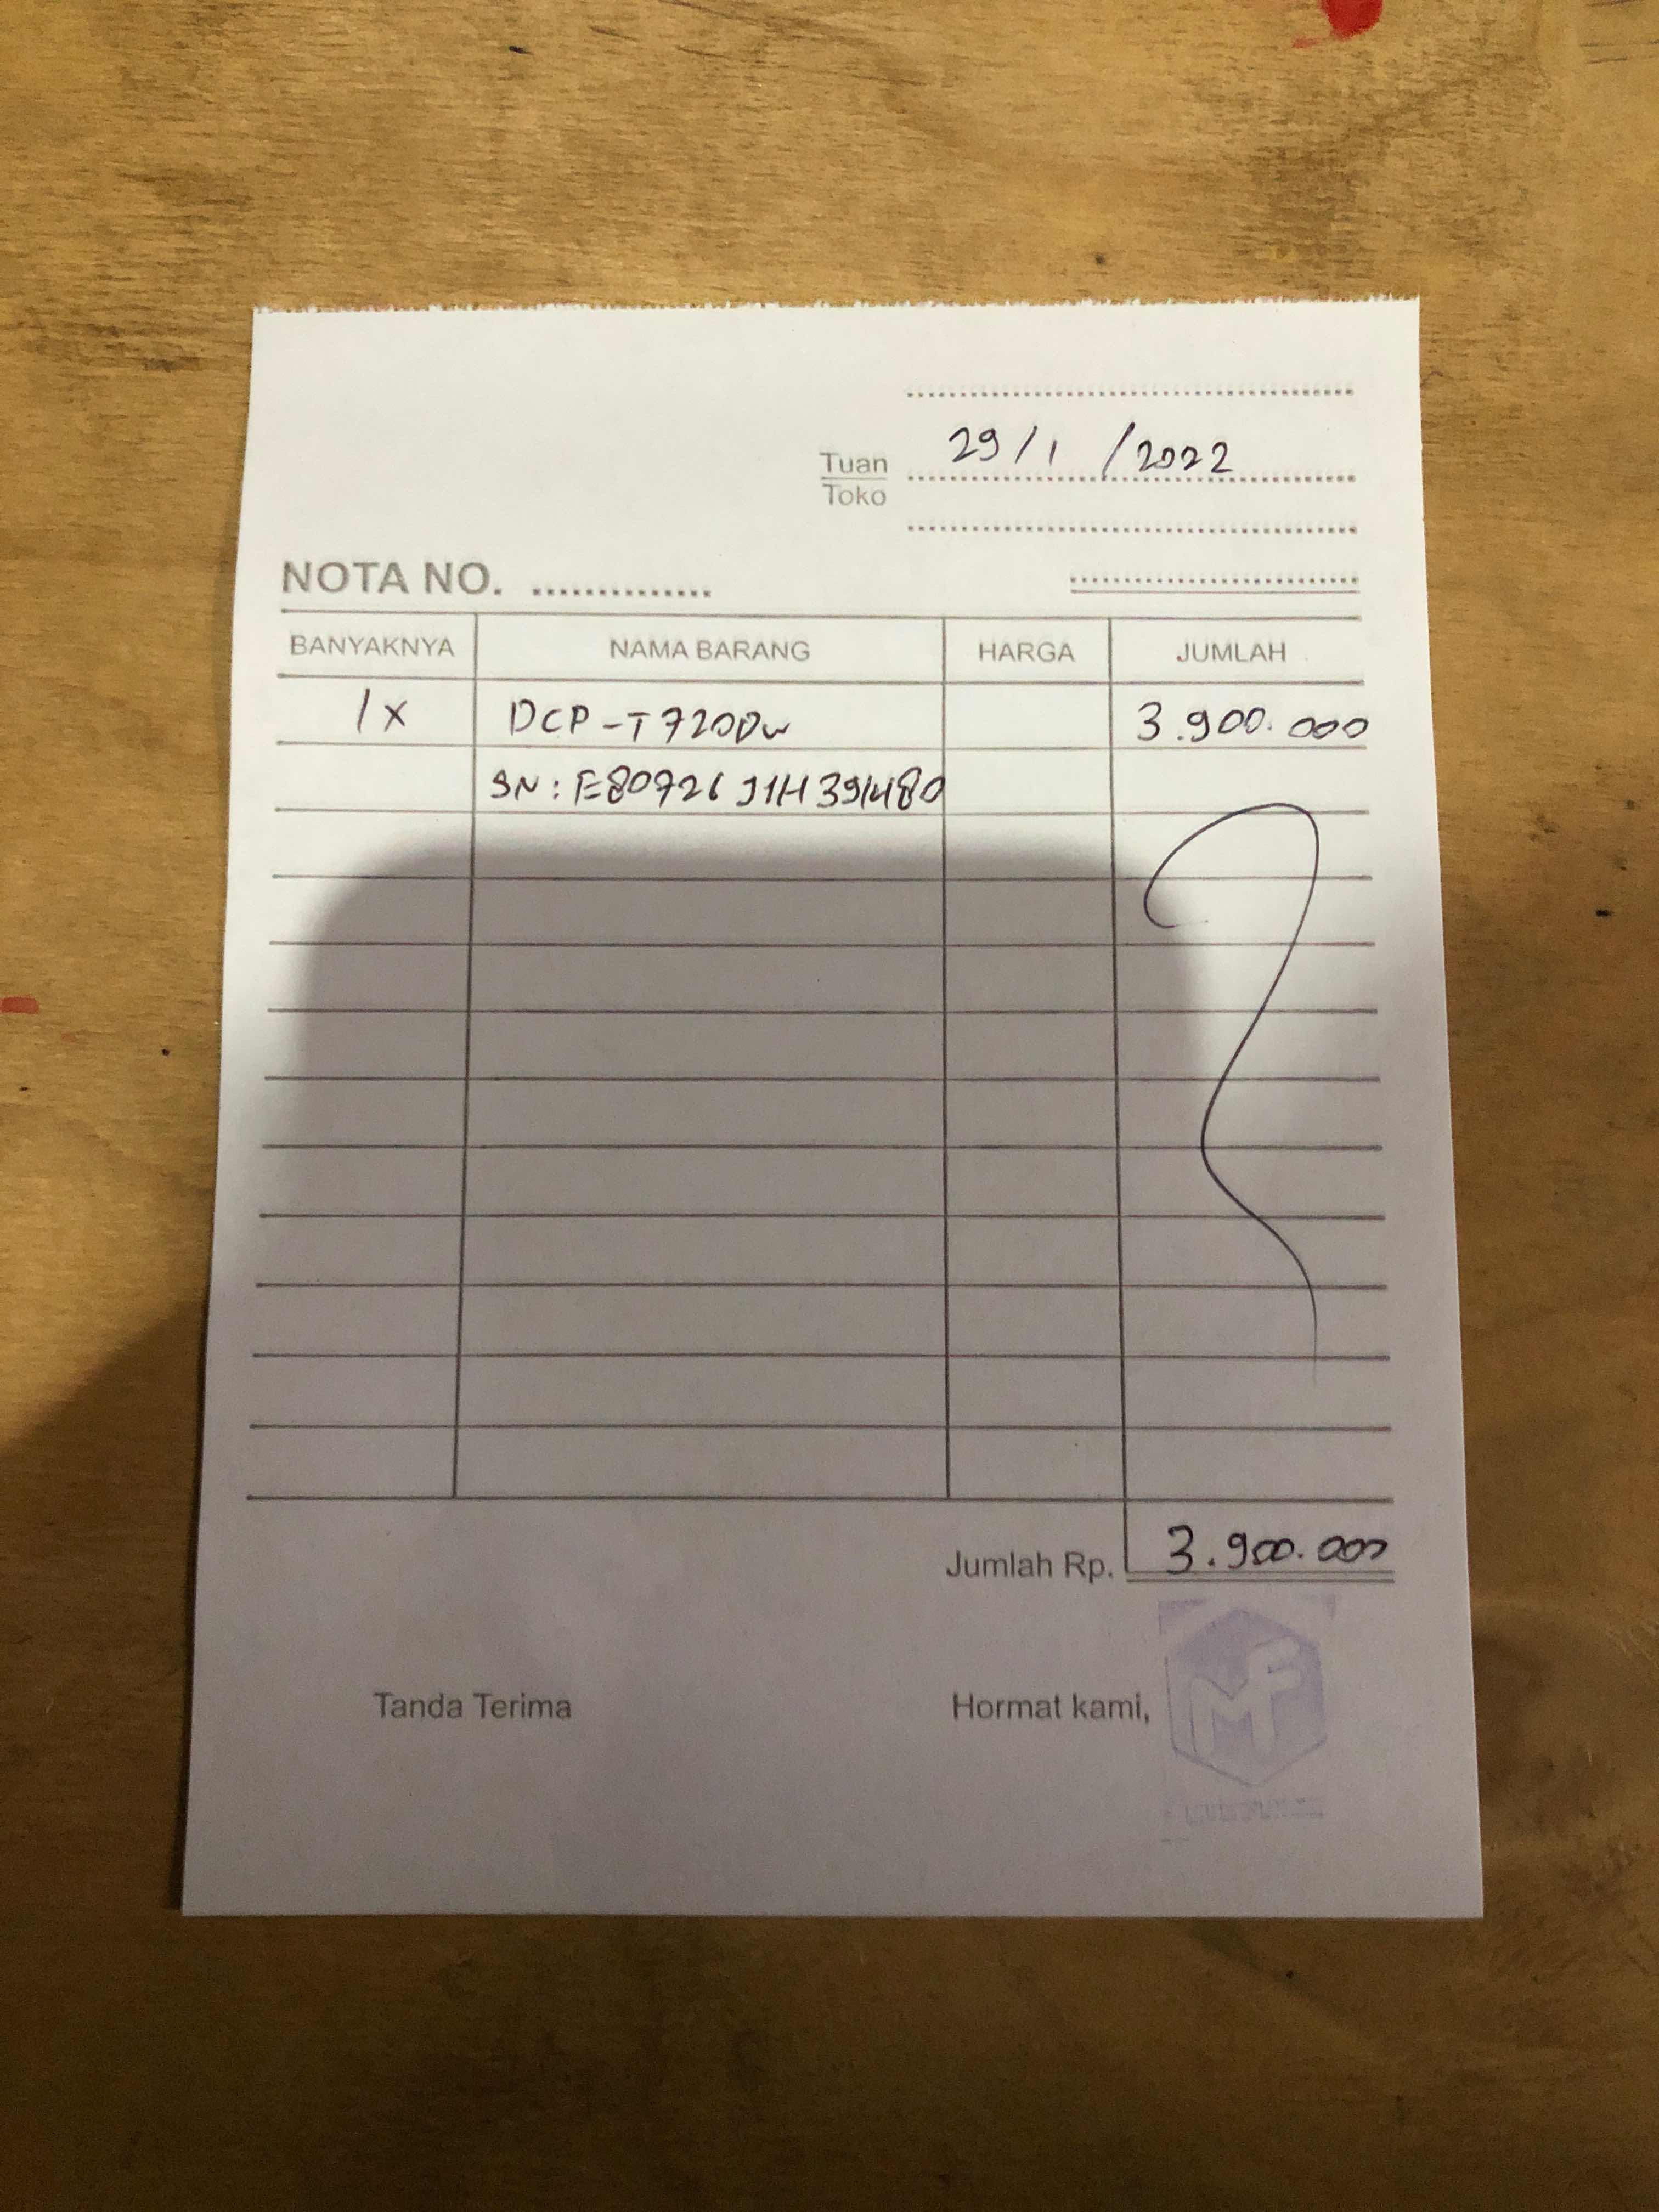 29/1/2022
Tuan
Toko
NOTA NO. ..............
BANYAKNYA NAMA BARANG HARGA JUMLAH
1x DCP-T720DW 3.900.000
SN: E80726J1H391480
Jumlah Rp. 3.900.000
Tanda Terima Hormat kami,
MF